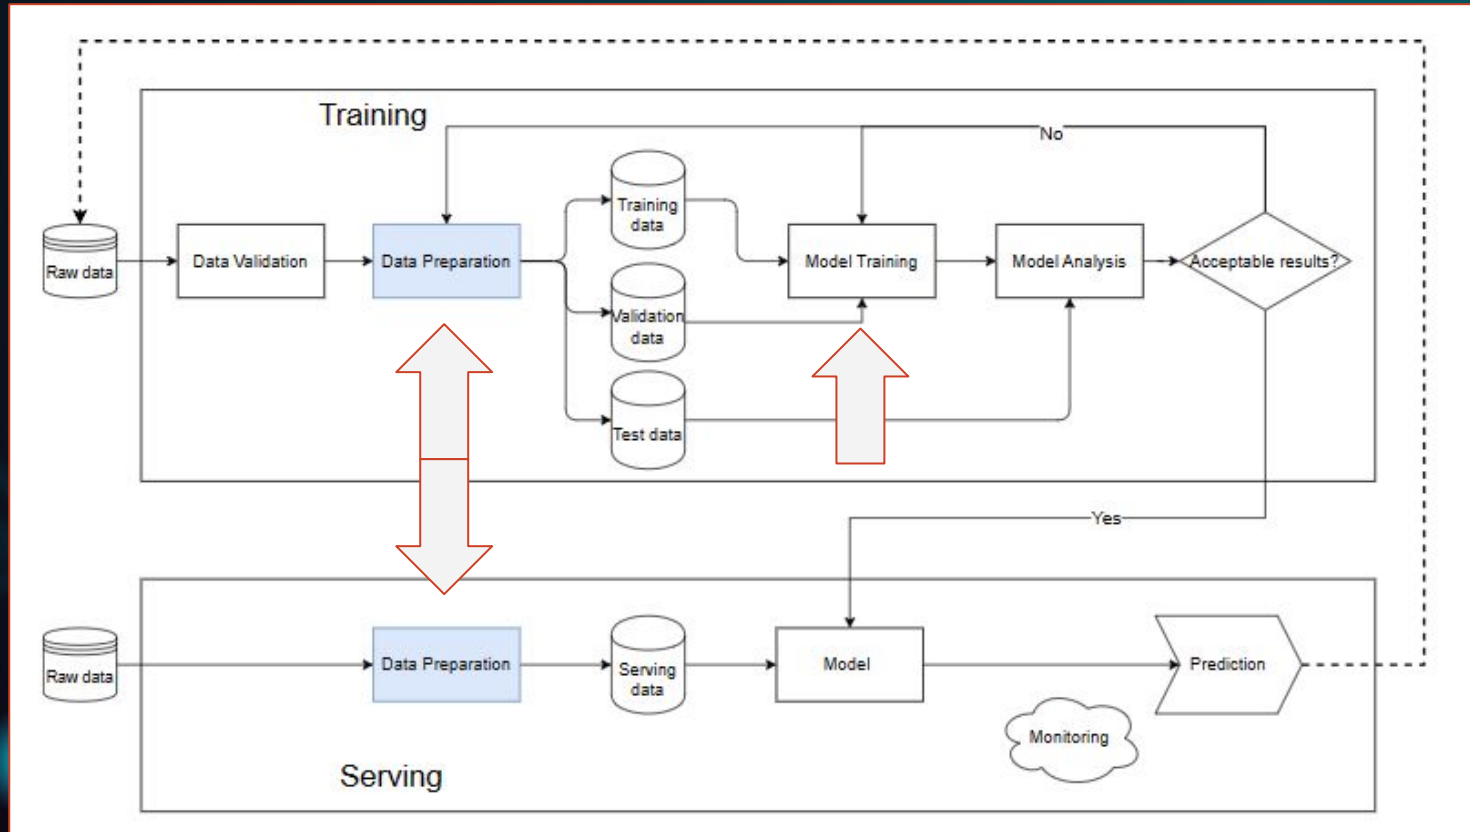 Training
No
Raw data
Data Validation
Data Preparation
Training
data
Validation
data
Test data
Model Training
Model Analysis
Acceptable results?
Yes
Raw data
Data Preparation
Serving
data
Model
Prediction
Monitoring
Serving